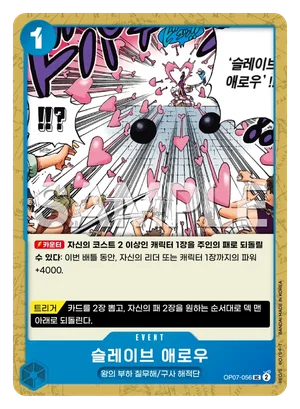 1
'슬레이브
애로우'!!
!!?
SAMPLE
카운터 자신의 코스트 2 이상인 캐릭터 1장을 주인의 패로 되돌릴
수 있다: 이번 배틀 동안, 자신의 리더 또는 캐릭터 1장까지의 파워
+4000.
트리거 카드를 2장 뽑고, 자신의 패 2장을 원하는 순서대로 덱 맨
아래로 되돌린다.
EVENT
슬레이브 애로우
왕의 부하 칠무해/구사 해적단
OP07-056 UC 2